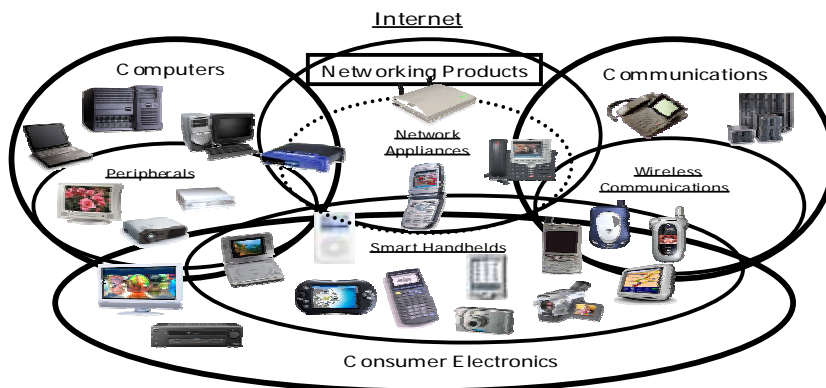 Internet
Computers
Networking Products
Communications
Network
Appliances
Peripherals
Wireless
Communications
Smart Handhelds
Consumer Electronics